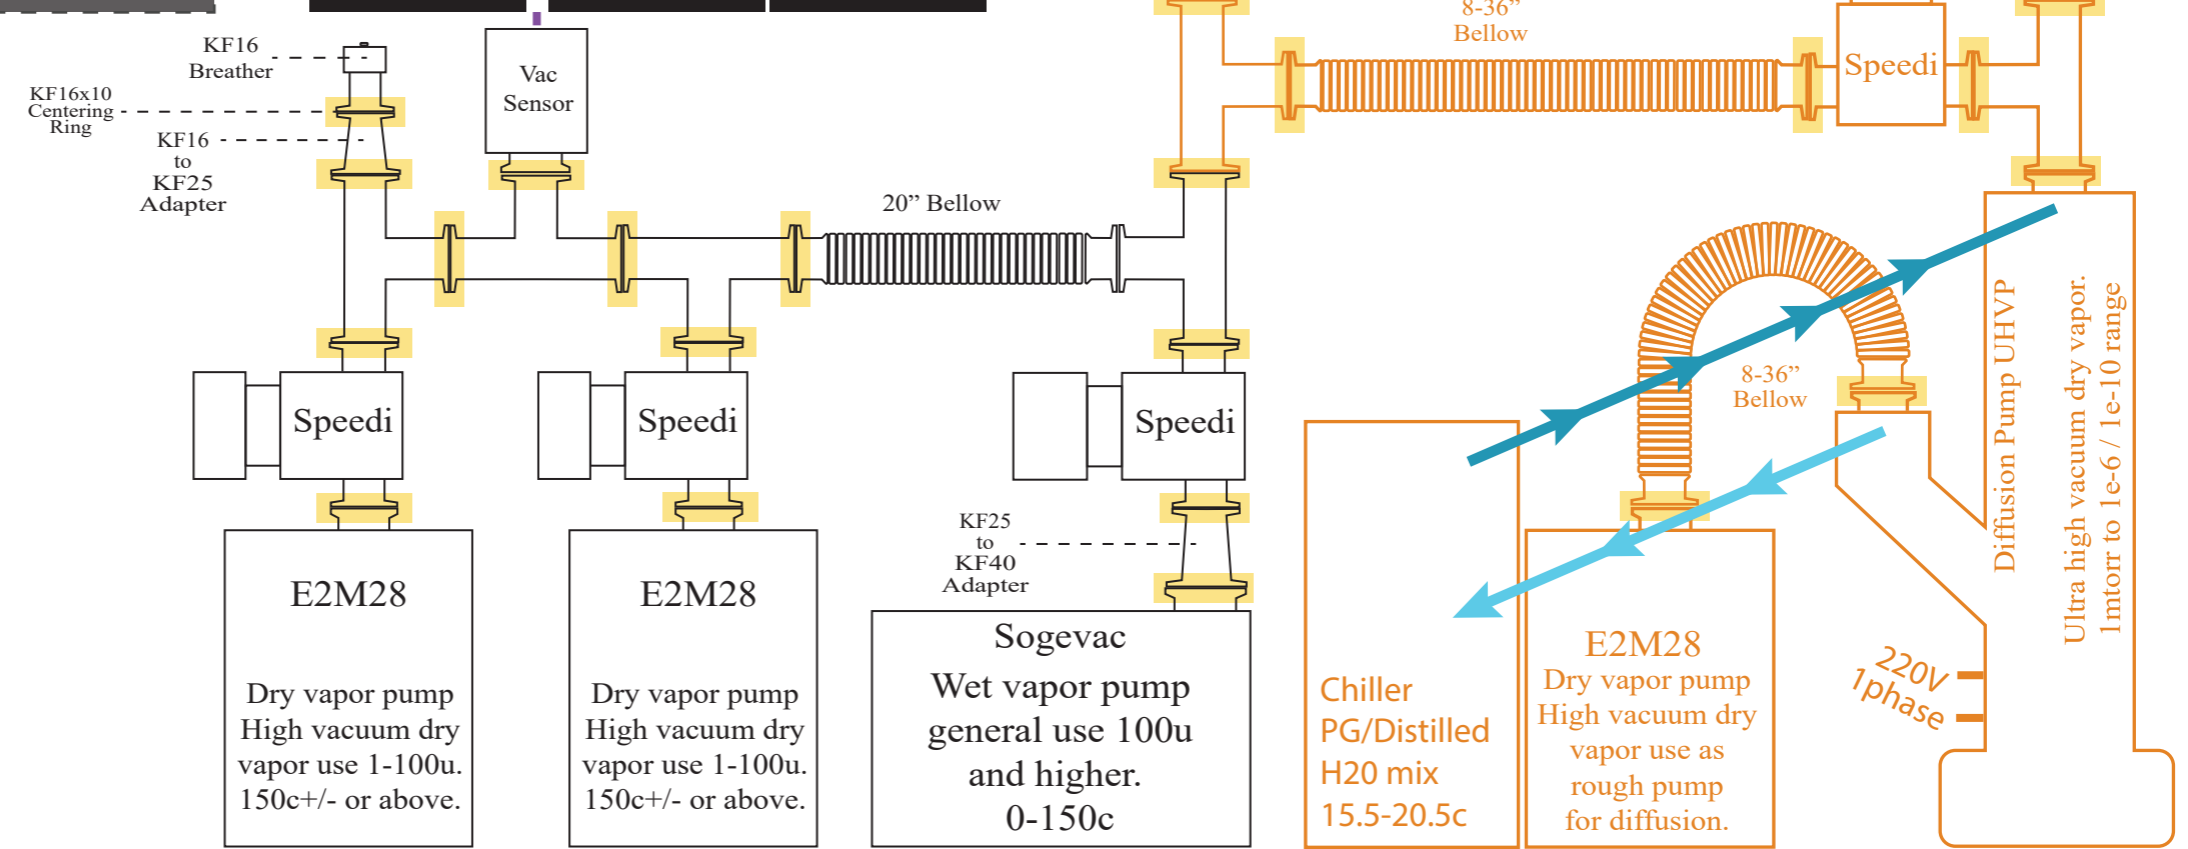 KF16
Breather
KF16x10
Centering
Ring
KF16
to
KF25
Adapter
Vac
Sensor
20” Bellow
8-36”
Bellow
Speedi
Speedi
Speedi
Speedi
8-36”
Bellow
KF25
to
KF40
Adapter
E2M28
Dry vapor pump
High vacuum dry
vapor use 1-100u.
150c+/- or above.
E2M28
Dry vapor pump
High vacuum dry
vapor use 1-100u.
150c+/- or above.
Sogevac
Wet vapor pump
general use 100u
and higher.
0-150c
Chiller
PG/Distilled
H20 mix
15.5-20.5c
E2M28
Dry vapor pump
High vacuum dry
vapor use as
rough pump
for diffusion.
Diffusion Pump UHVP
Ultra high vacuum dry vapor.
1mtorr to 1e-6 / 1e-10 range
220V
1phase